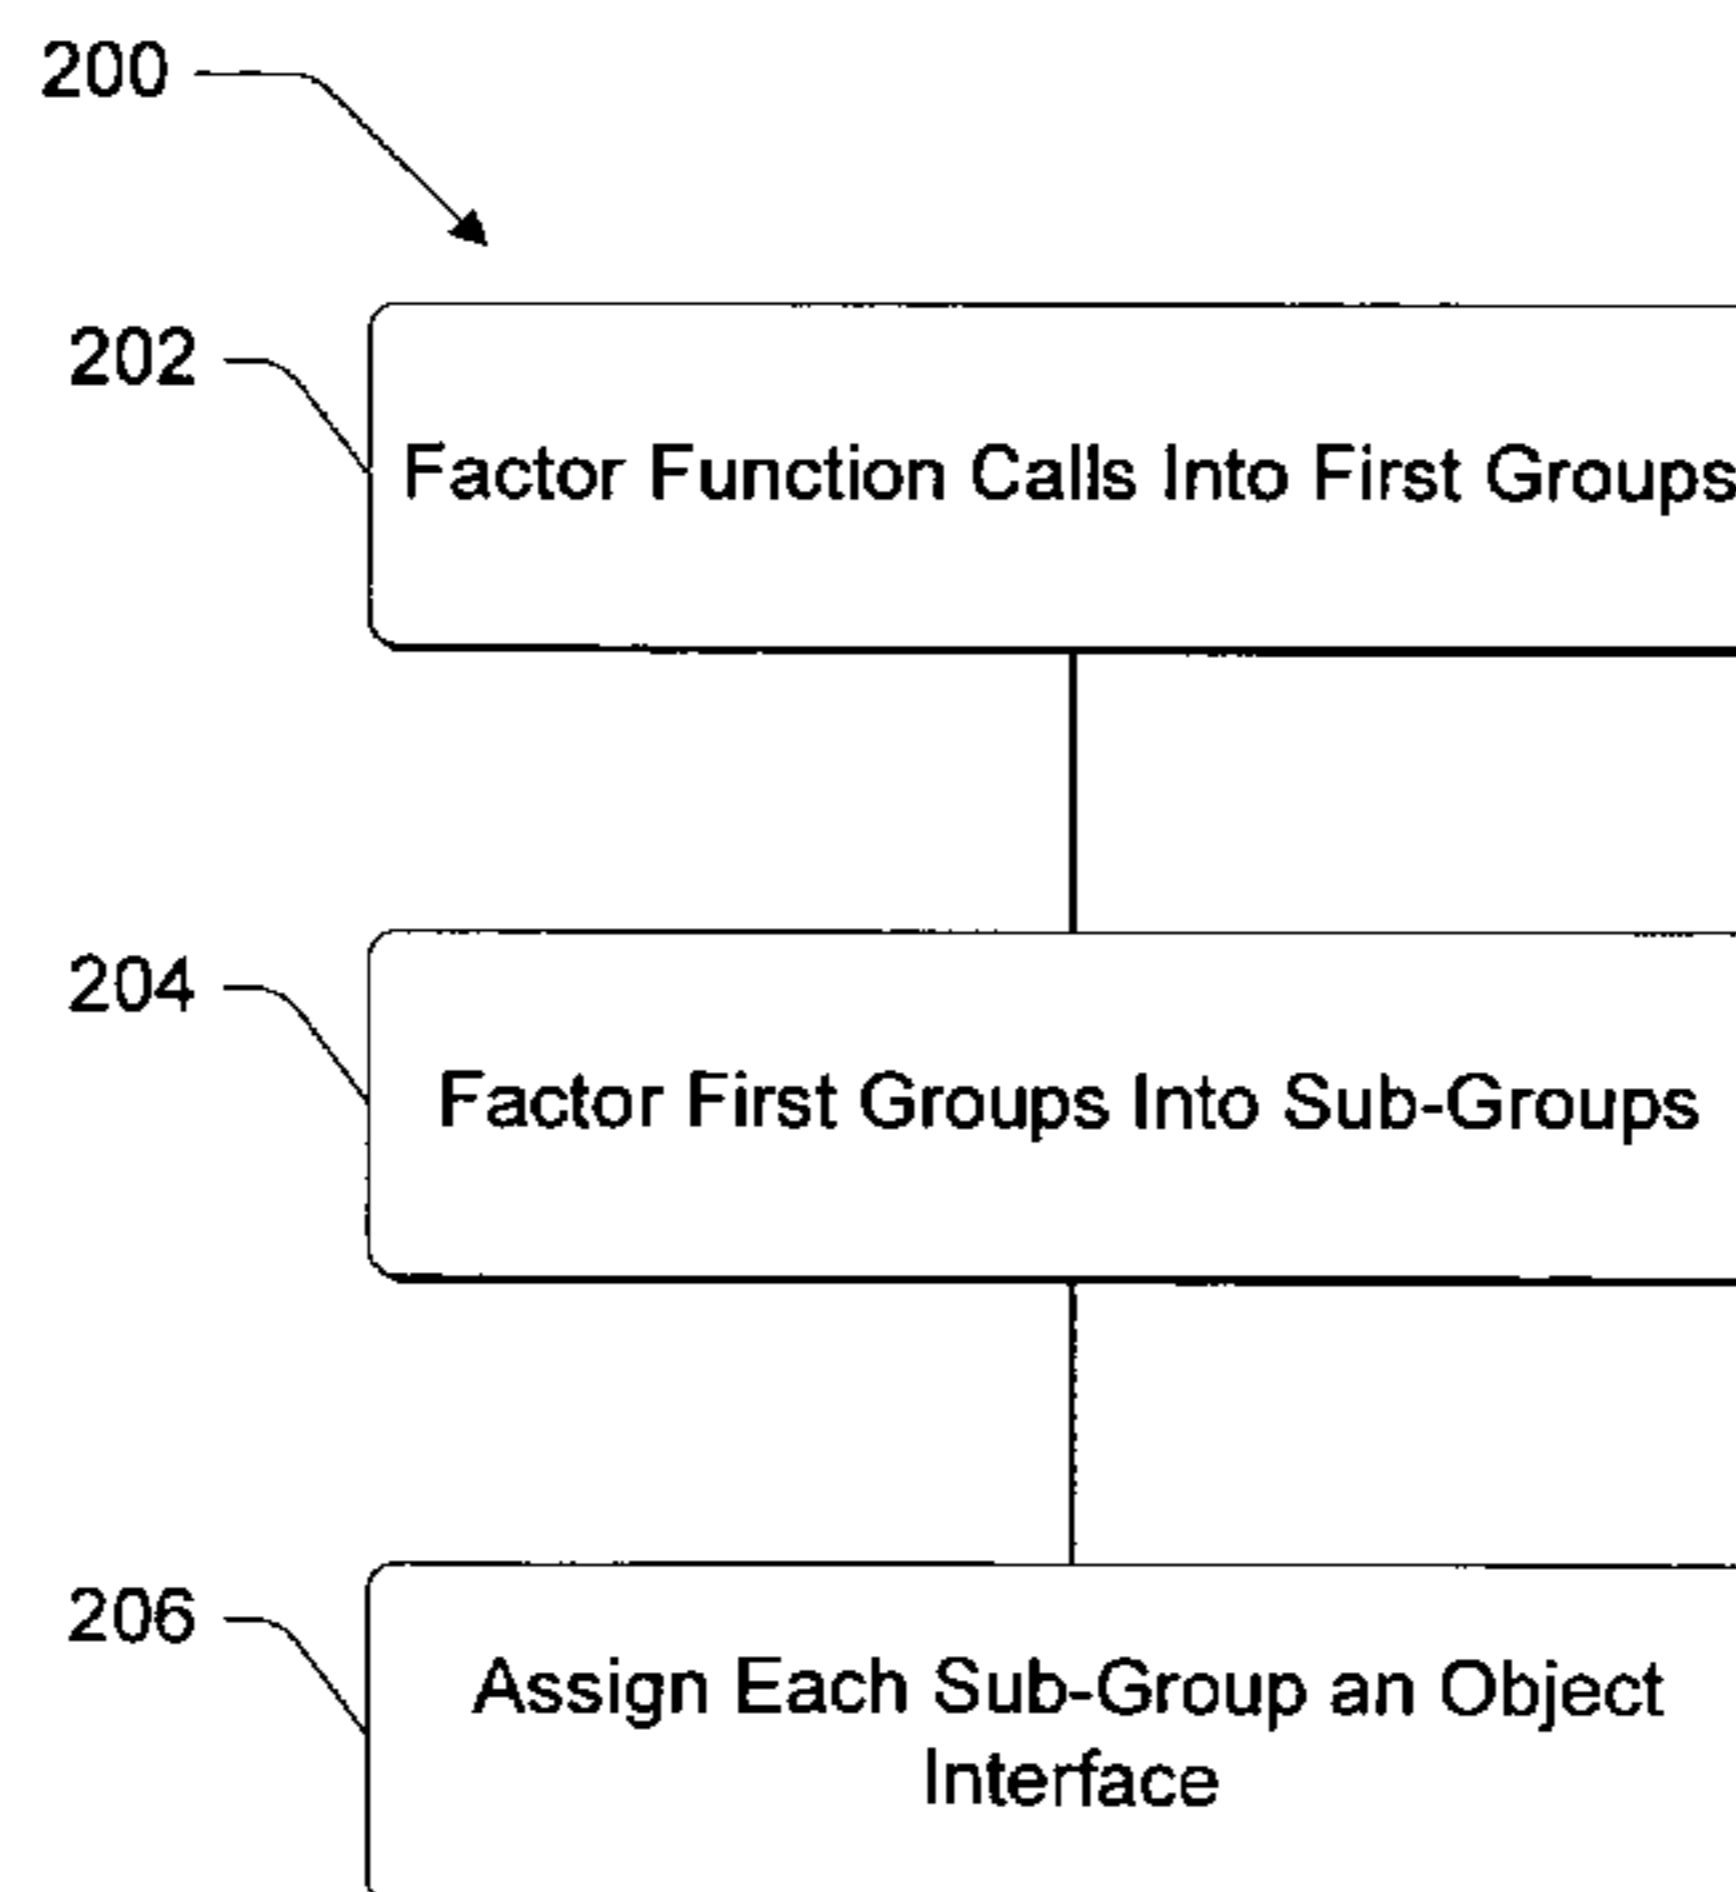 200
202
Factor Function Calls Into First Groups
204
Factor First Groups Into Sub-Groups
206
Assign Each Sub-Group an Object
Interface